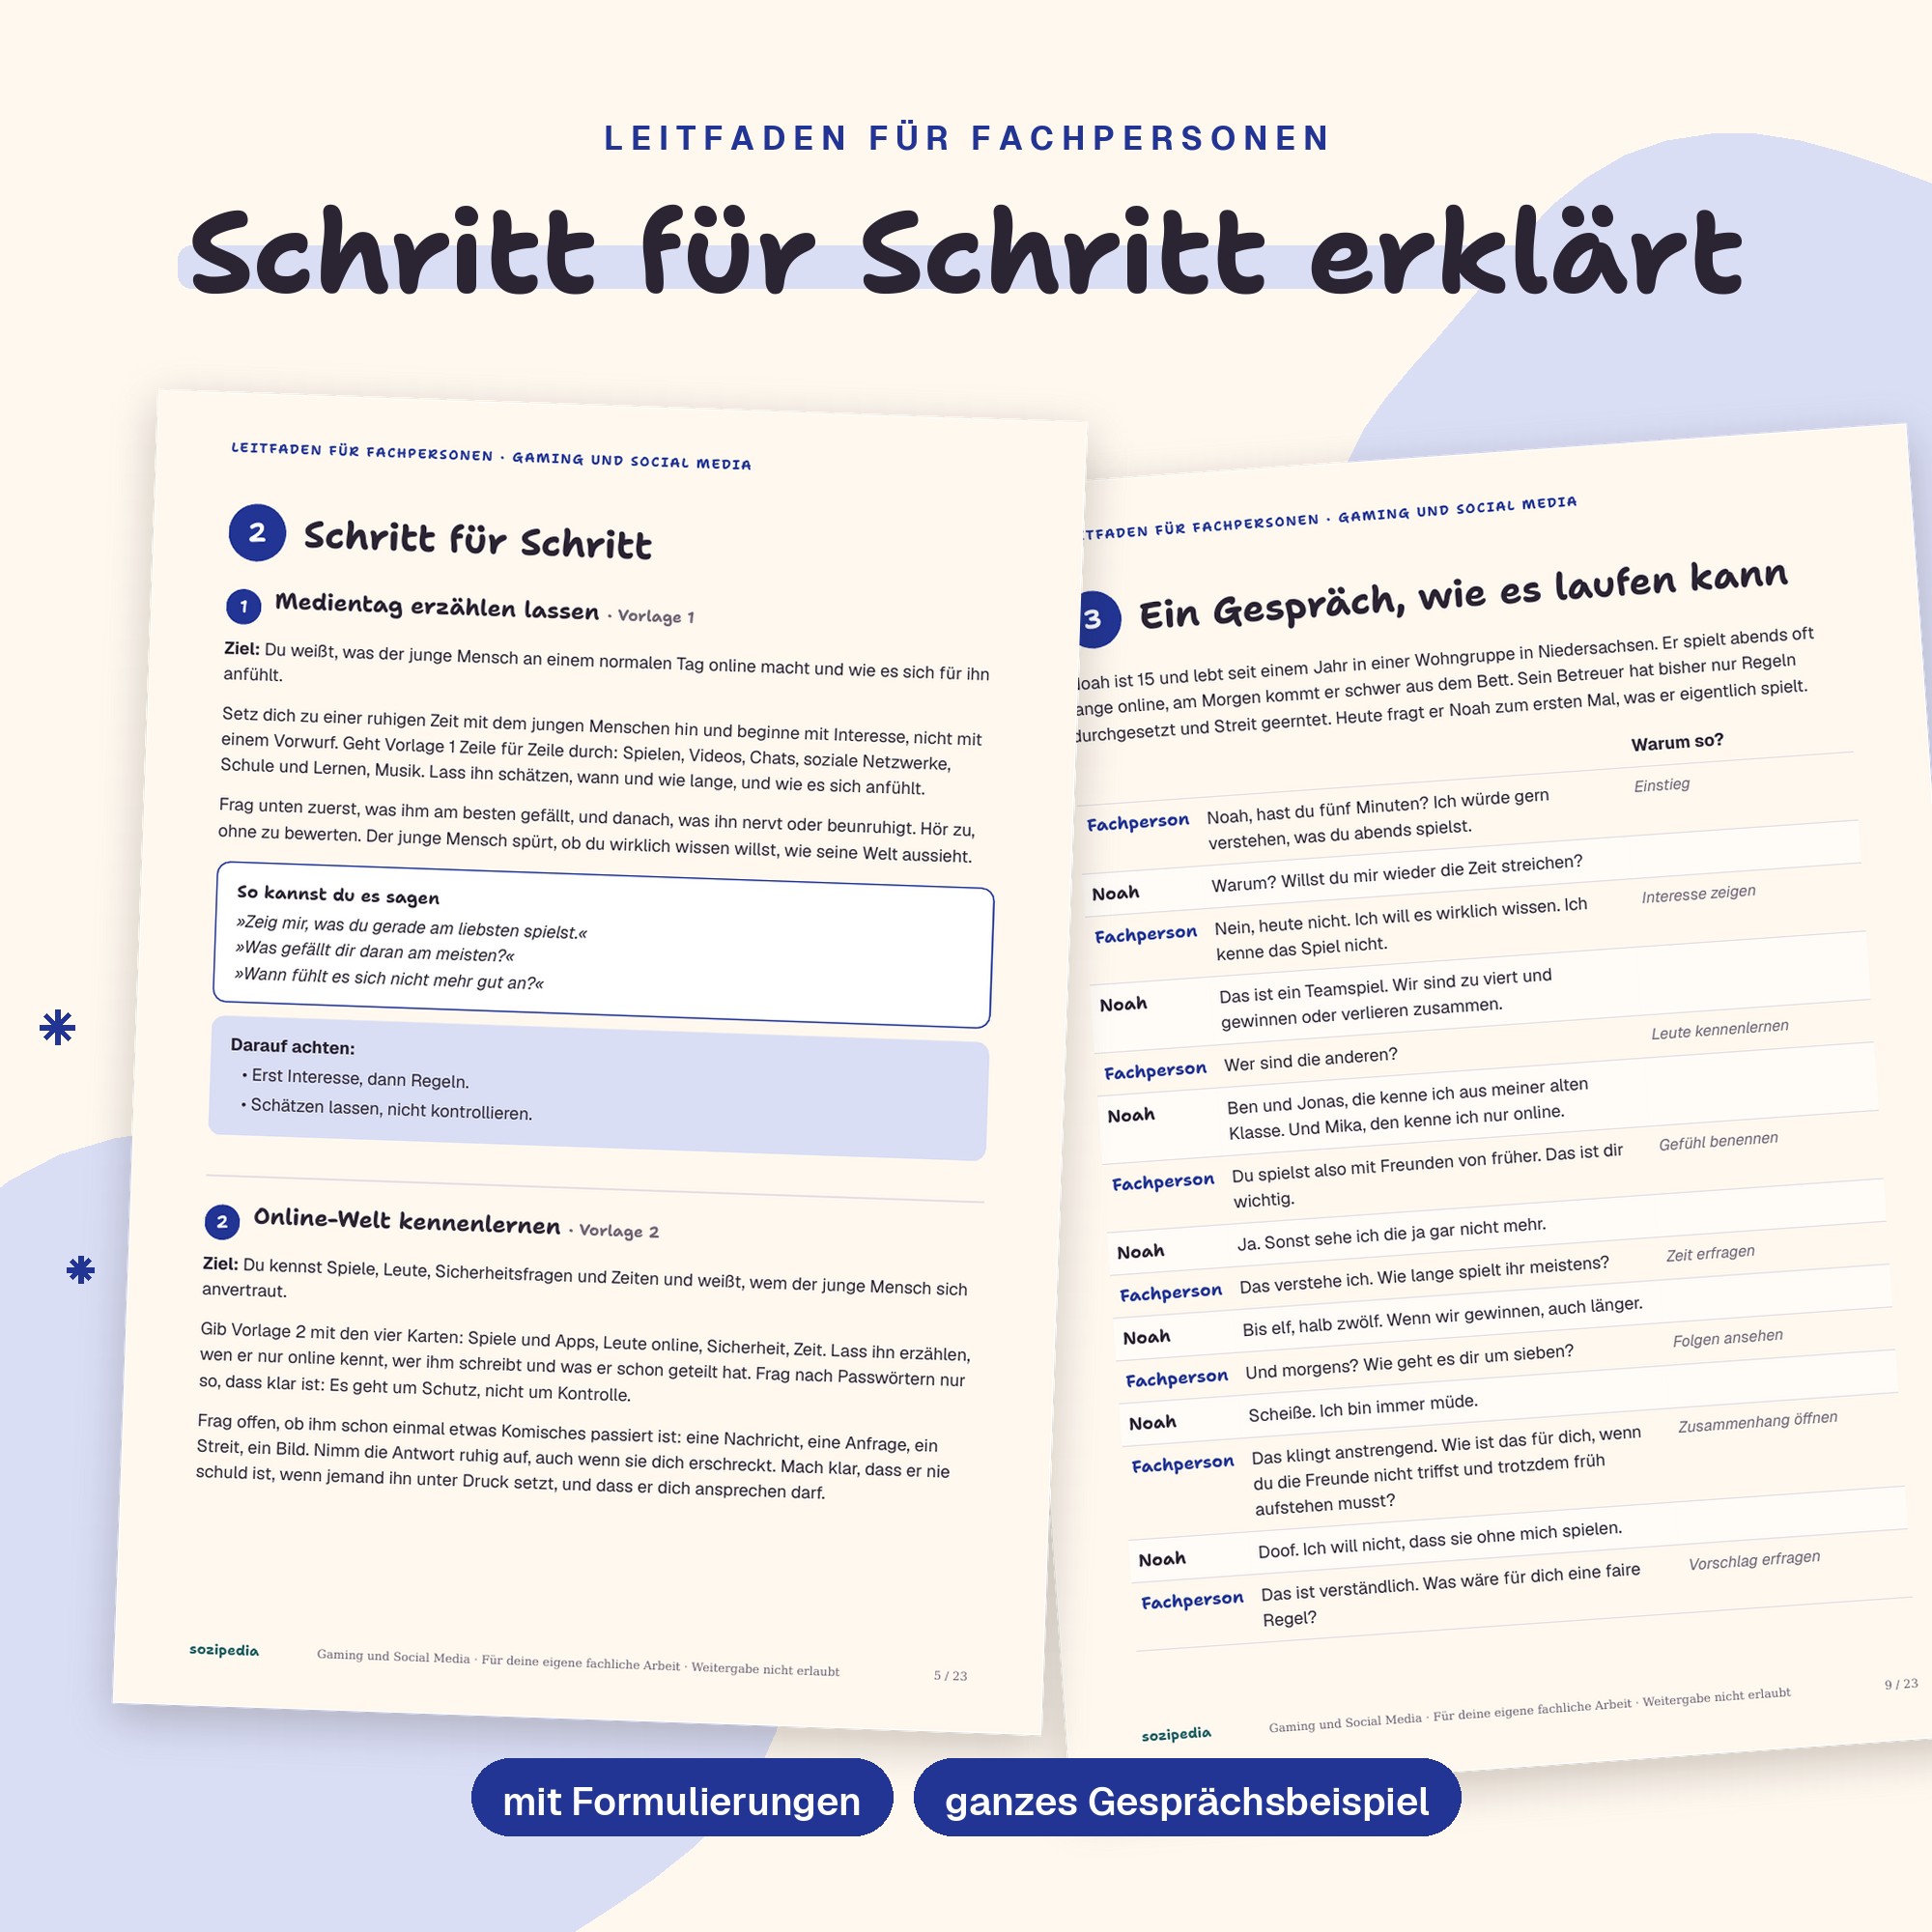 LEITFADEN FÜR FACHPERSONEN
Schritt für Schritt erklärt
LEITFADEN FÜR FACHPERSONEN · GAMING UND SOCIAL MEDIA
2 Schritt für Schritt
1 Medientag erzählen lassen · Vorlage 1
Ziel: Du weißt, was der junge Mensch an einem normalen Tag online macht und wie es sich für ihn
anfühlt.
Setz dich zu einer ruhigen Zeit mit dem jungen Menschen hin und beginne mit Interesse, nicht mit
einem Vorwurf. Geht Vorlage 1 Zeile für Zeile durch: Spielen, Videos, Chats, soziale Netzwerke,
Schule und Lernen, Musik. Lass ihn schätzen, wann und wie lange, und wie es sich anfühlt.
Frag unten zuerst, was ihm am besten gefällt, und danach, was ihn nervt oder beunruhigt. Hör zu,
ohne zu bewerten. Der junge Mensch spürt, ob du wirklich wissen willst, wie seine Welt aussieht.
So kannst du es sagen
»Zeig mir, was du gerade am liebsten spielst.«
»Was gefällt dir daran am meisten?«
»Wann fühlt es sich nicht mehr gut an?«
Darauf achten:
• Erst Interesse, dann Regeln.
• Schätzen lassen, nicht kontrollieren.
2 Online-Welt kennenlernen · Vorlage 2
Ziel: Du kennst Spiele, Leute, Sicherheitsfragen und Zeiten und weißt, wem der junge Mensch sich
anvertraut.
Gib Vorlage 2 mit den vier Karten: Spiele und Apps, Leute online, Sicherheit, Zeit. Lass ihn erzählen,
wen er nur online kennt, wer ihm schreibt und was er schon geteilt hat. Frag nach Passwörtern nur
so, dass klar ist: Es geht um Schutz, nicht um Kontrolle.
Frag offen, ob ihm schon einmal etwas Komisches passiert ist: eine Nachricht, eine Anfrage, ein
Streit, ein Bild. Nimm die Antwort ruhig auf, auch wenn sie dich erschreckt. Mach klar, dass er nie
schuld ist, wenn jemand ihn unter Druck setzt, und dass er dich ansprechen darf.
sozipedia Gaming und Social Media · Für deine eigene fachliche Arbeit · Weitergabe nicht erlaubt 5 / 23
TFADEN FÜR FACHPERSONEN · GAMING UND SOCIAL MEDIA
3 Ein Gespräch, wie es laufen kann
oah ist 15 und lebt seit einem Jahr in einer Wohngruppe in Niedersachsen. Er spielt abends oft
ange online, am Morgen kommt er schwer aus dem Bett. Sein Betreuer hat bisher nur Regeln
durchgesetzt und Streit geerntet. Heute fragt er Noah zum ersten Mal, was er eigentlich spielt.
Warum so?
Fachperson Noah, hast du fünf Minuten? Ich würde gern Einstieg
verstehen, was du abends spielst.
Noah Warum? Willst du mir wieder die Zeit streichen?
Fachperson Nein, heute nicht. Ich will es wirklich wissen. Ich Interesse zeigen
kenne das Spiel nicht.
Noah Das ist ein Teamspiel. Wir sind zu viert und
gewinnen oder verlieren zusammen.
Fachperson Wer sind die anderen? Leute kennenlernen
Noah Ben und Jonas, die kenne ich aus meiner alten
Klasse. Und Mika, den kenne ich nur online.
Fachperson Du spielst also mit Freunden von früher. Das ist dir Gefühl benennen
wichtig.
Noah Ja. Sonst sehe ich die ja gar nicht mehr.
Fachperson Das verstehe ich. Wie lange spielt ihr meistens? Zeit erfragen
Noah Bis elf, halb zwölf. Wenn wir gewinnen, auch länger.
Fachperson Und morgens? Wie geht es dir um sieben? Folgen ansehen
Noah Scheiße. Ich bin immer müde.
Fachperson Das klingt anstrengend. Wie ist das für dich, wenn Zusammenhang öffnen
du die Freunde nicht triffst und trotzdem früh
aufstehen musst?
Noah Doof. Ich will nicht, dass sie ohne mich spielen.
Fachperson Das ist verständlich. Was wäre für dich eine faire Vorschlag erfragen
Regel?
sozipedia Gaming und Social Media · Für deine eigene fachliche Arbeit · Weitergabe nicht erlaubt 9 / 23
mit Formulierungen
ganzes Gesprächsbeispiel